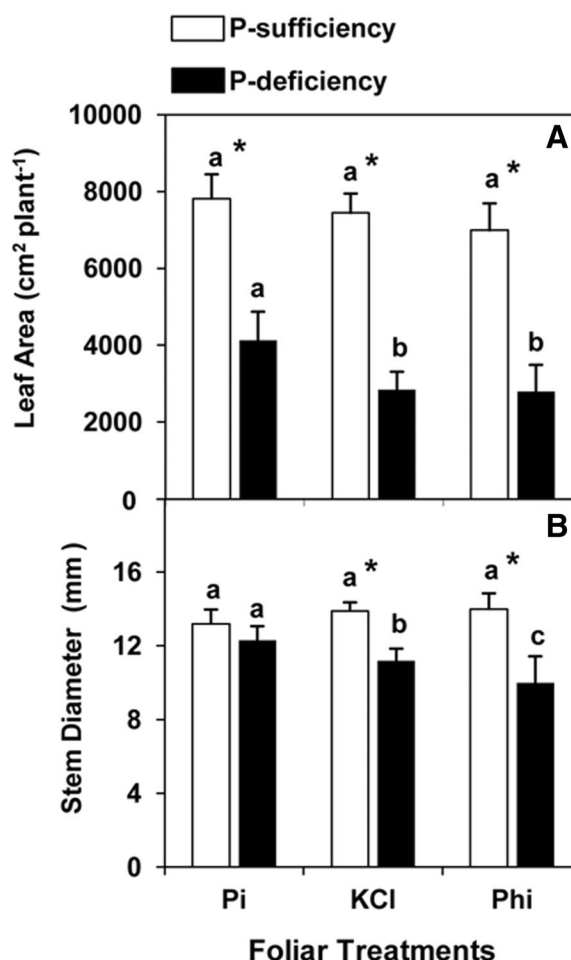 P-sufficiency
P-deficiency
A
Leaf Area (cm² plant⁻¹)
10000
8000
6000
4000
2000
0
a * a * a *
a b b
B
Stem Diameter (mm)
16
12
8
4
0
a a a * b a * c
Pi KCl Phi
Foliar Treatments